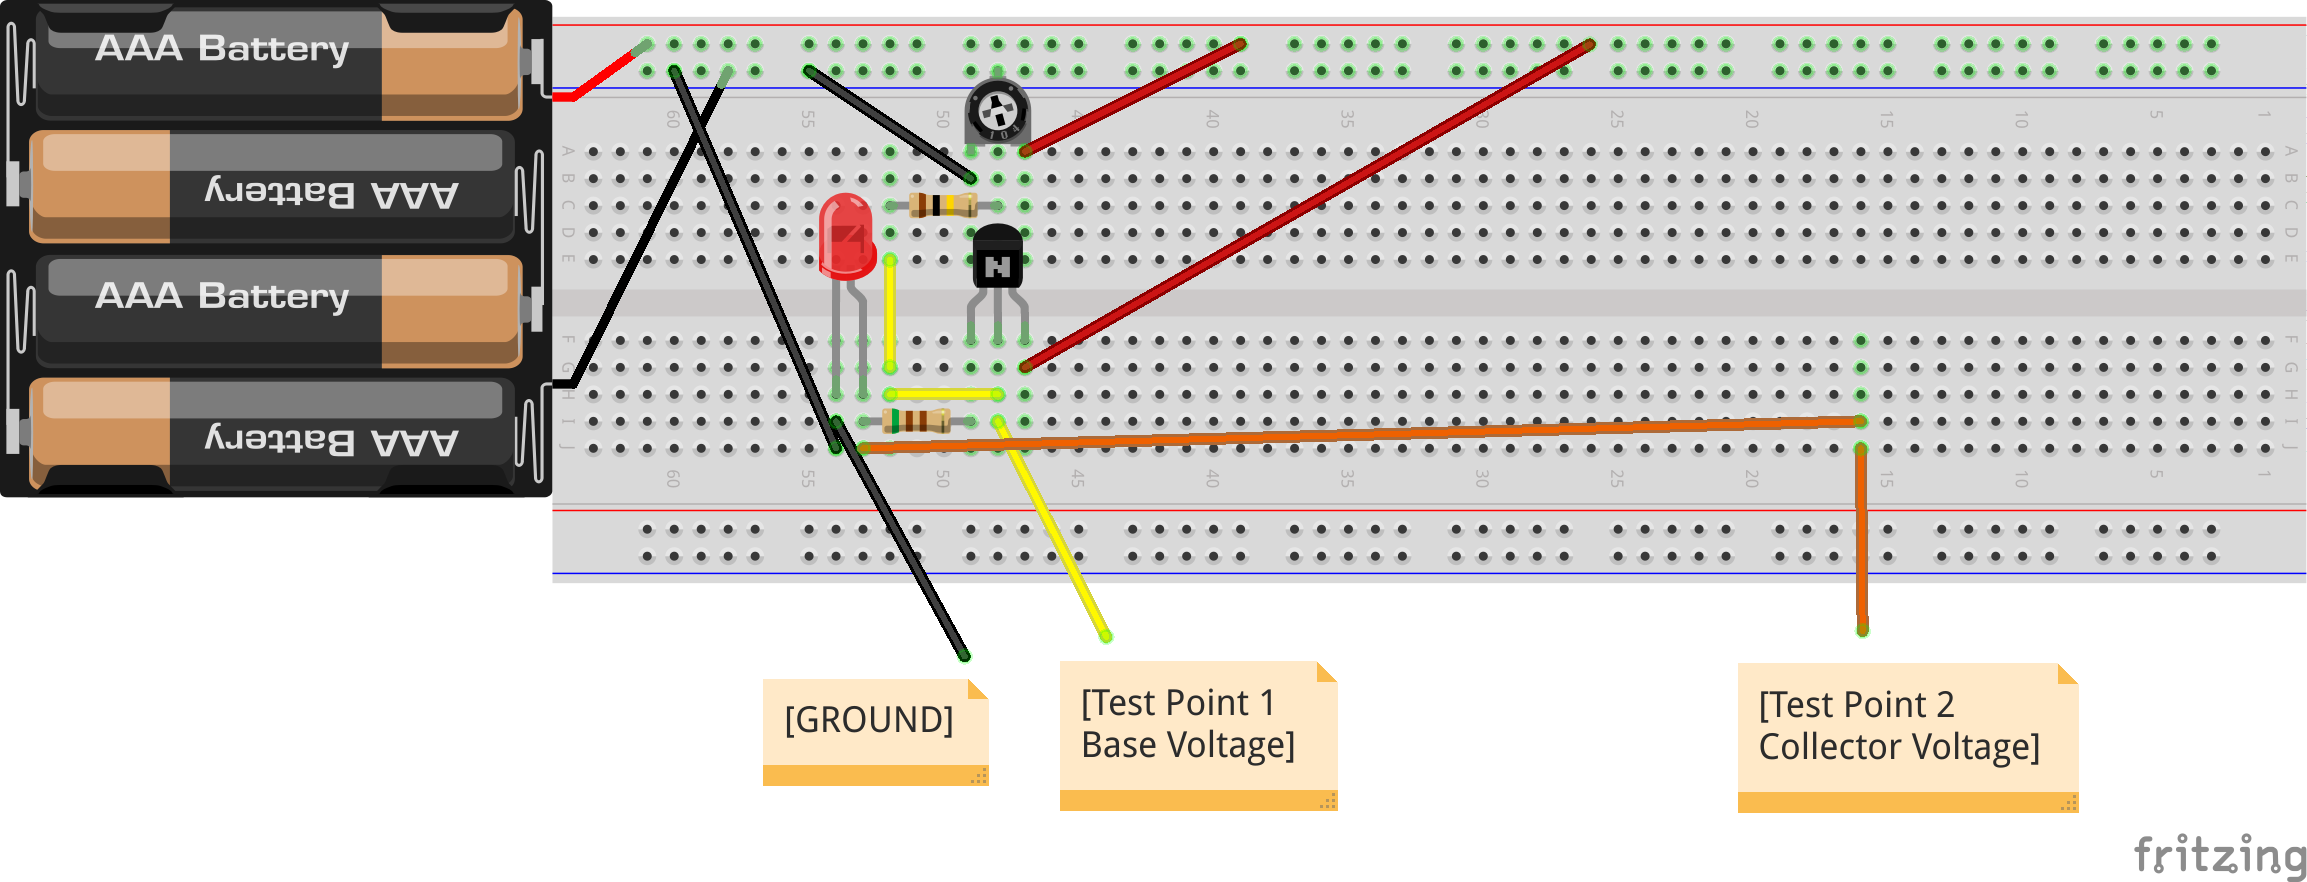 AAA Battery
AAA Battery
AAA Battery
AAA Battery
60 55 50 45 40 35 30 25 20 15 10 5 1
A A
B B
C C
D D
E E
104
N
F F
G G
H H
I I
J J
60 55 50 45 40 35 30 25 20 15 10 5 1
[GROUND]
[Test Point 1
Base Voltage]
[Test Point 2
Collector Voltage]
fritzing